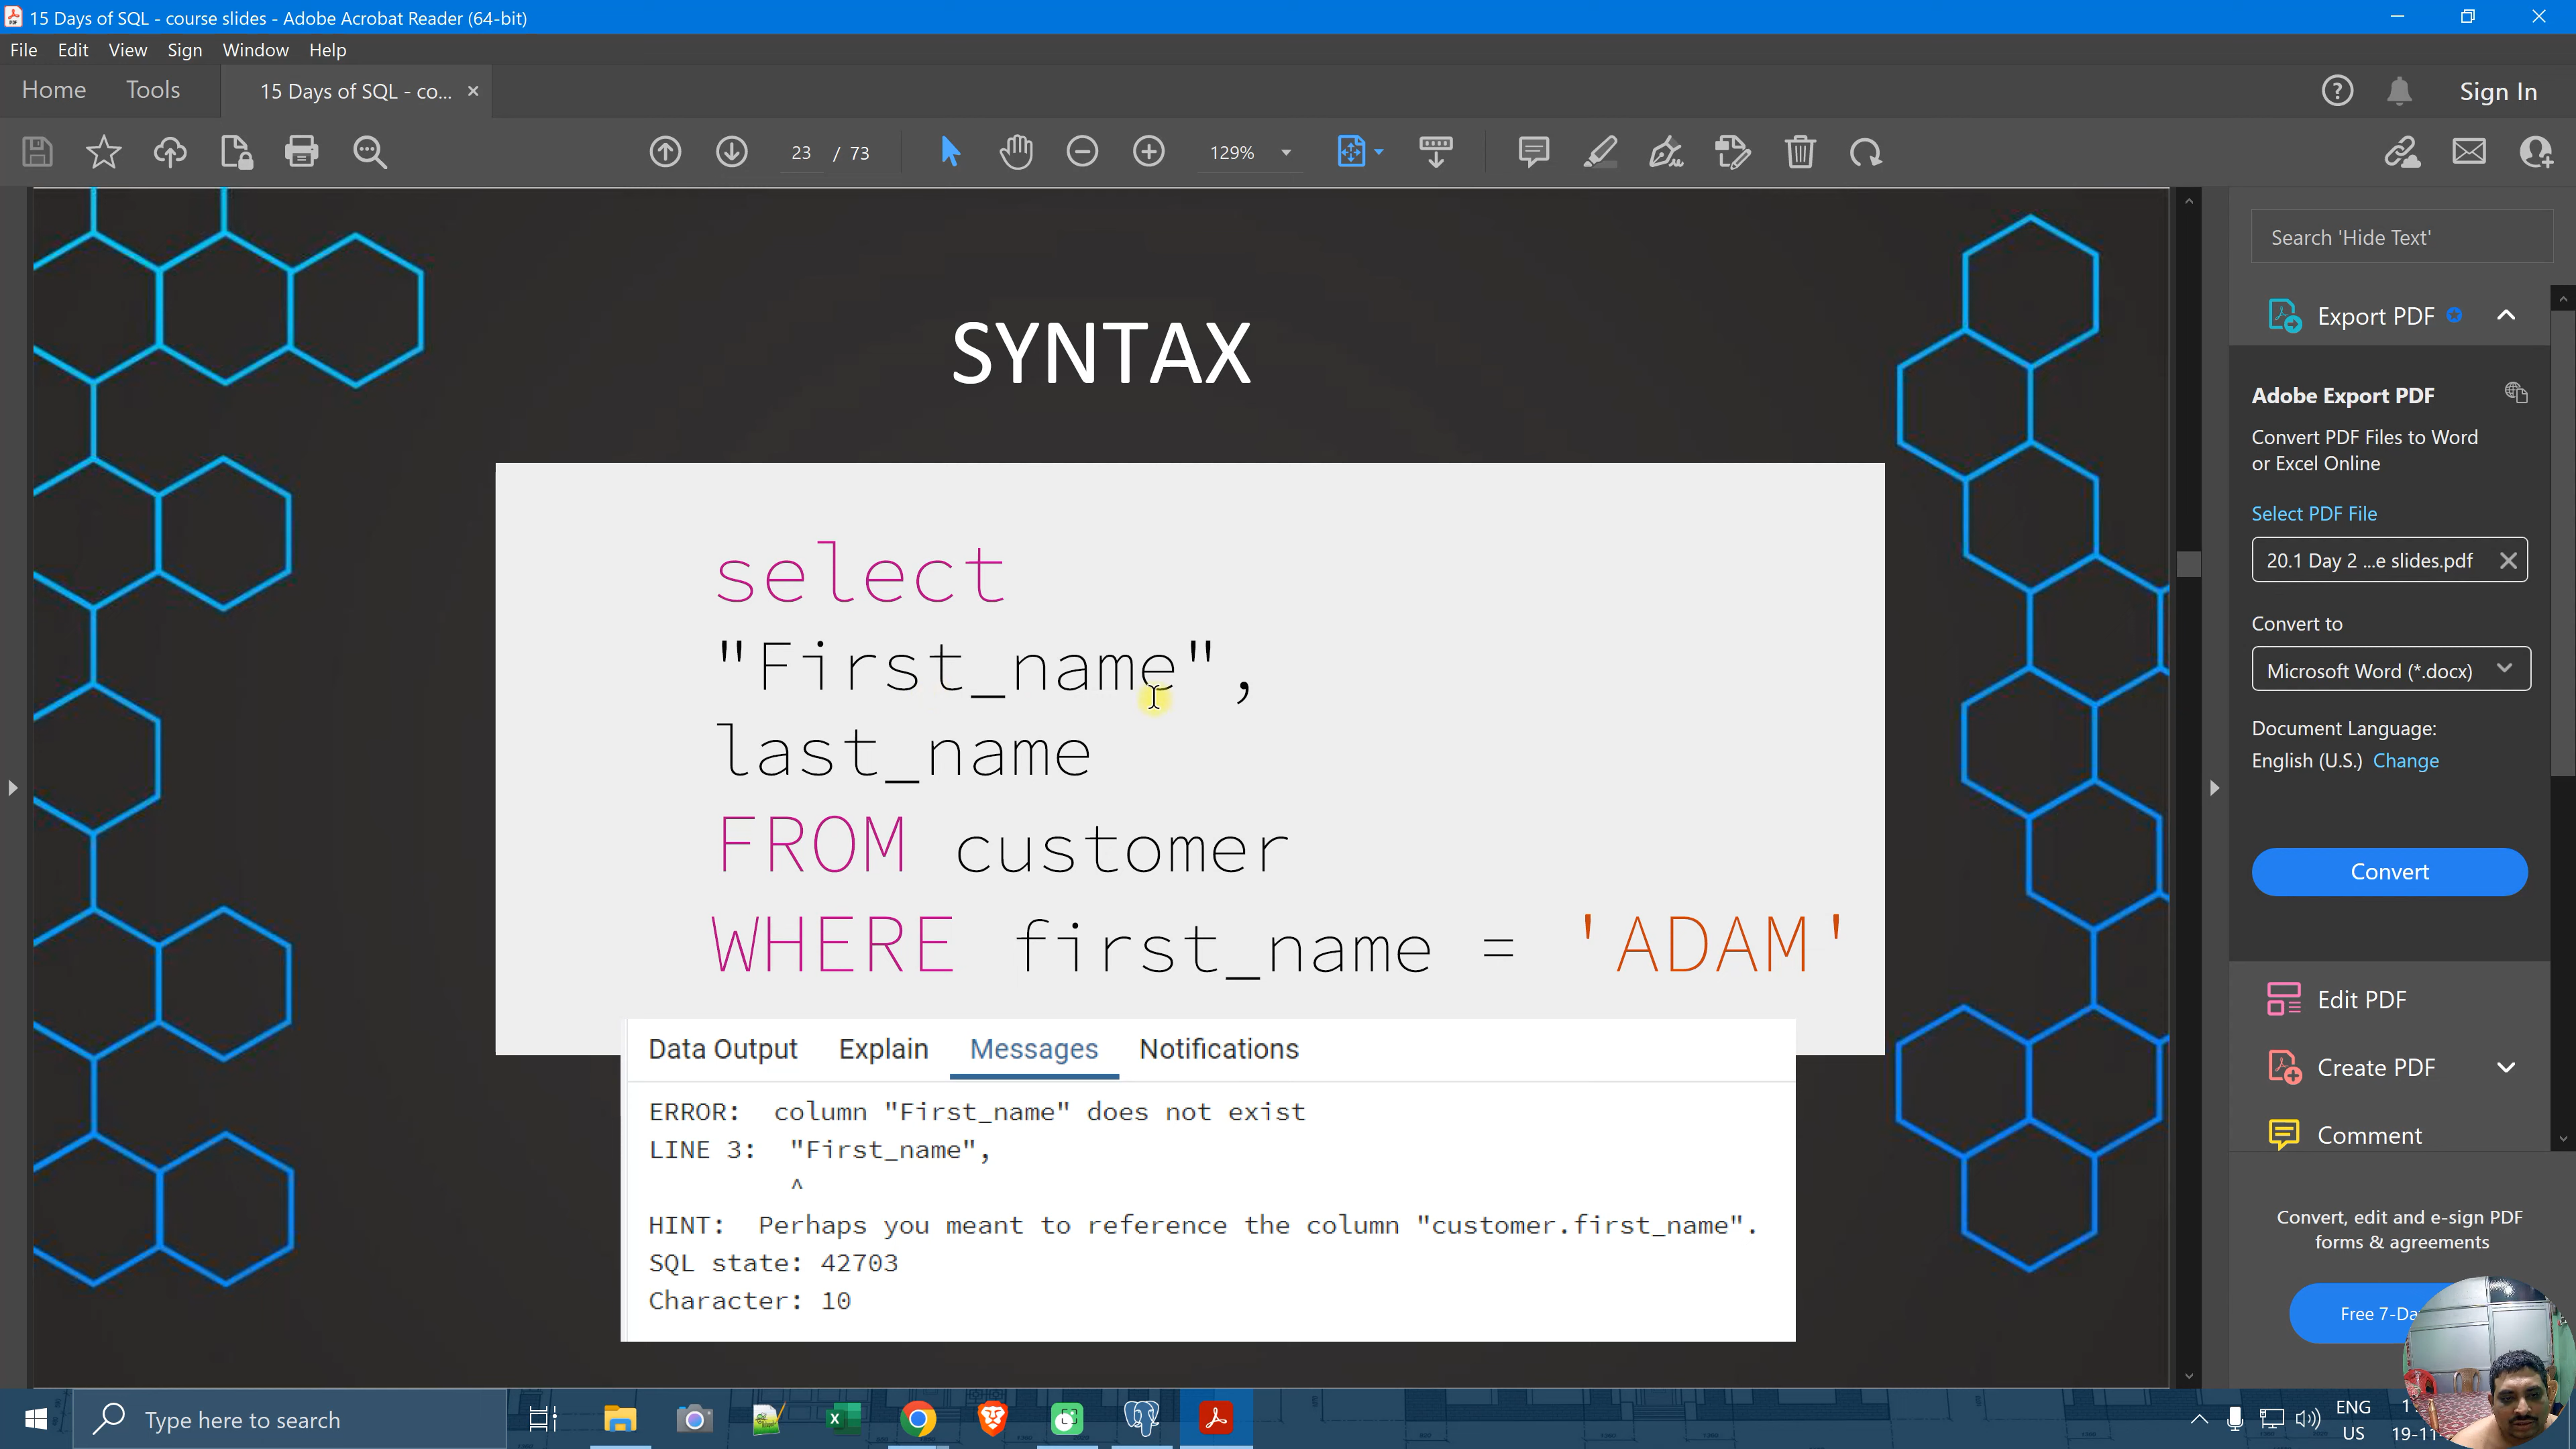 15 Days of SQL - course slides - Adobe Acrobat Reader (64-bit)
File Edit View Sign Window Help
Home Tools 15 Days of SQL - co... Sign In
23 / 73 129%
SYNTAX
select
"First_name",
last_name
FROM customer
WHERE first_name = 'ADAM'
Data Output Explain Messages Notifications
ERROR: column "First_name" does not exist
LINE 3: "First_name",
^
HINT: Perhaps you meant to reference the column "customer.first_name".
SQL state: 42703
Character: 10
Search 'Hide Text'
Export PDF
Adobe Export PDF
Convert PDF Files to Word
or Excel Online
Select PDF File
20.1 Day 2 ...e slides.pdf
Convert to
Microsoft Word (*.docx)
Document Language:
English (U.S.) Change
Convert
Edit PDF
Create PDF
Comment
Convert, edit and e-sign PDF
forms & agreements
Free 7-Da
Type here to search
ENG
US
19-11